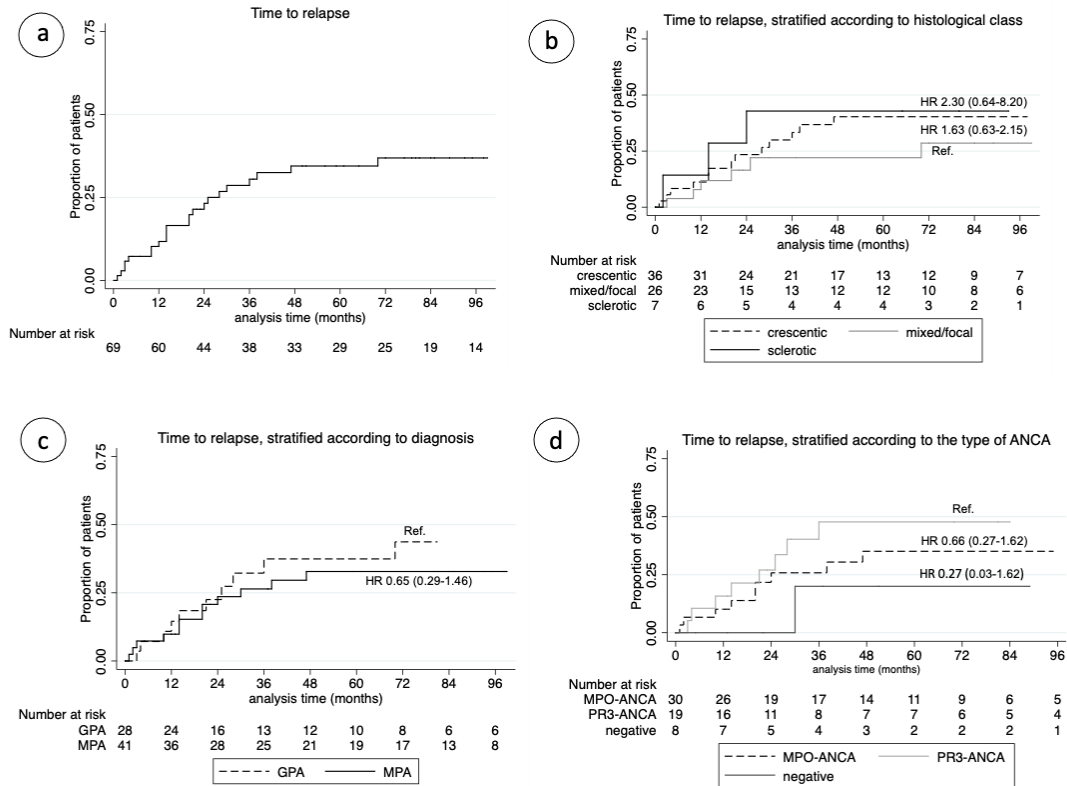 a
Time to relapse
Proportion of patients
0.75
0.50
0.25
0.00
0 12 24 36 48 60 72 84 96
analysis time (months)
Number at risk
69 60 44 38 33 29 25 19 14
b
Time to relapse, stratified according to histological class
Proportion of patients
0.75
0.50
0.25
0.00
HR 2.30 (0.64-8.20)
HR 1.63 (0.63-2.15)
Ref.
0 12 24 36 48 60 72 84 96
analysis time (months)
Number at risk
crescentic 36 31 24 21 17 13 12 9 7
mixed/focal 26 23 15 13 12 12 10 8 6
sclerotic 7 6 5 4 4 4 3 2 1
crescentic mixed/focal
sclerotic
c
Time to relapse, stratified according to diagnosis
Proportion of patients
0.75
0.50
0.25
0.00
Ref.
HR 0.65 (0.29-1.46)
0 12 24 36 48 60 72 84 96
analysis time (months)
Number at risk
GPA 28 24 16 13 12 10 8 6 6
MPA 41 36 28 25 21 19 17 13 8
GPA MPA
d
Time to relapse, stratified according to the type of ANCA
Proportion of patients
0.75
0.50
0.25
0.00
Ref.
HR 0.66 (0.27-1.62)
HR 0.27 (0.03-1.62)
0 12 24 36 48 60 72 84 96
analysis time (months)
Number at risk
MPO-ANCA 30 26 19 17 14 11 9 6 5
PR3-ANCA 19 16 11 8 7 7 6 5 4
negative 8 7 5 4 3 2 2 2 1
MPO-ANCA PR3-ANCA
negative